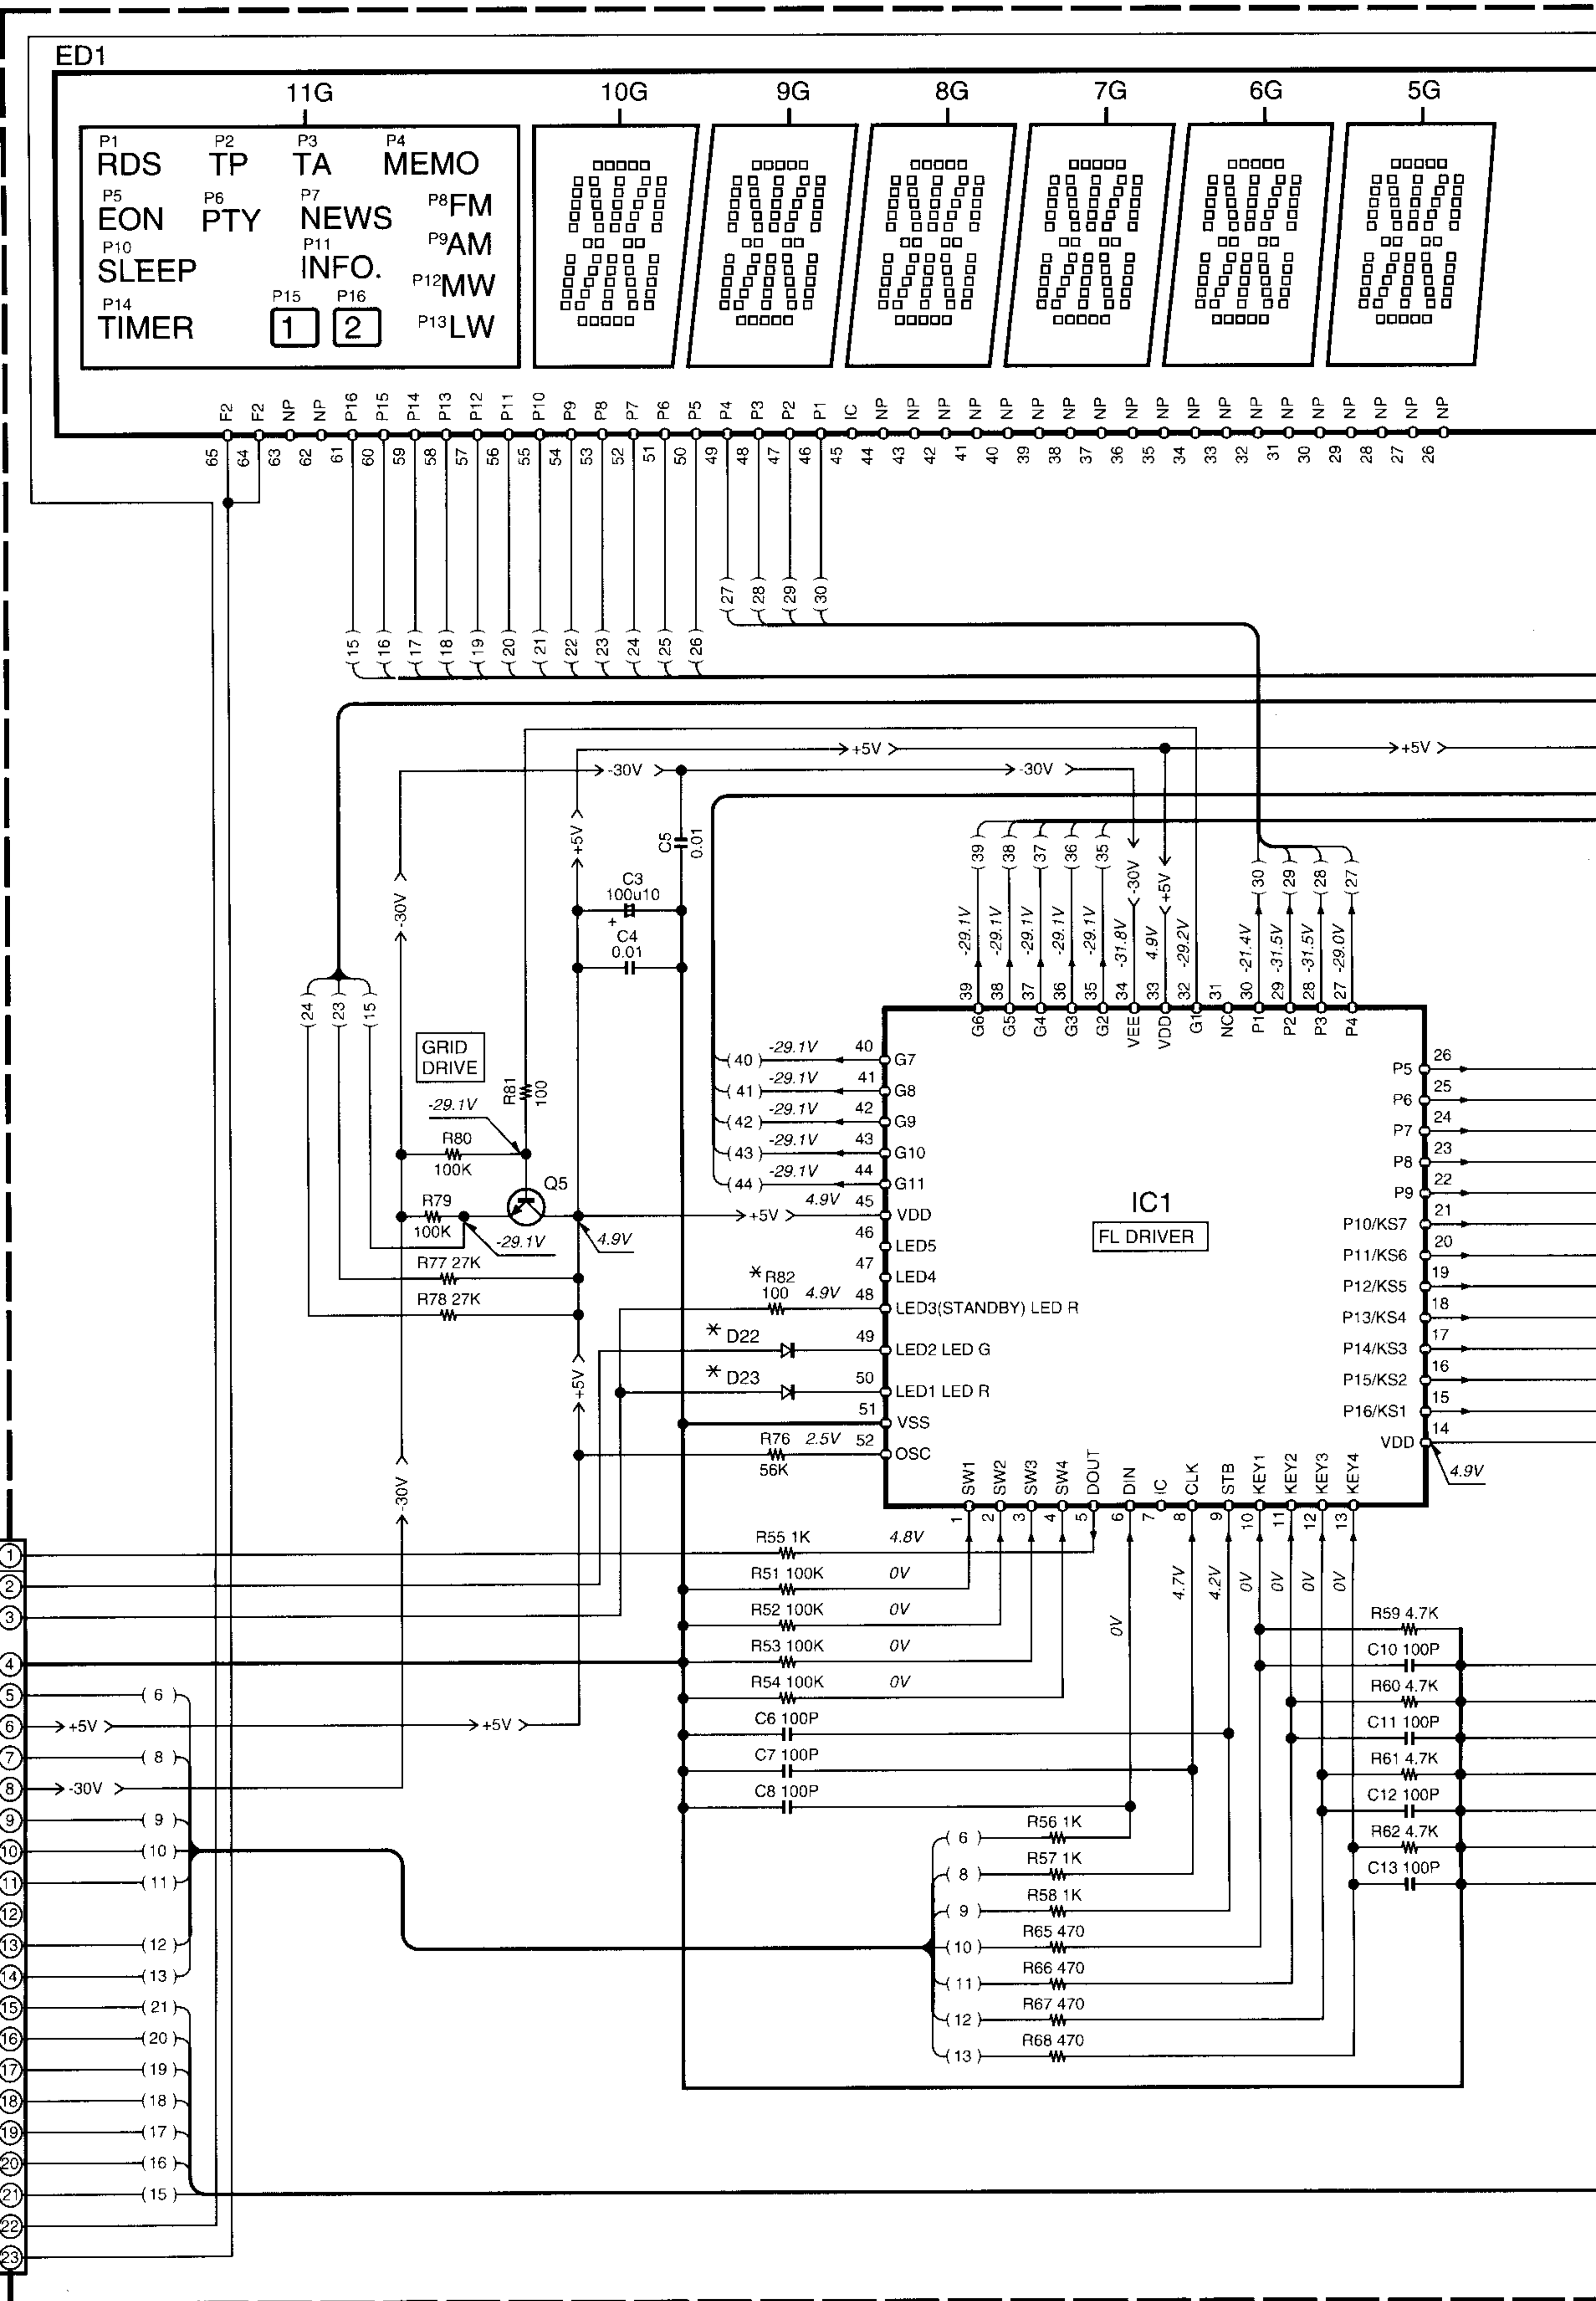 ED1
11G 10G 9G 8G 7G 6G 5G
P1 P2 P3 P4
RDS TP TA MEMO
P5 P6 P7 P8 FM
EON PTY NEWS
P9 AM
P10 P11
SLEEP INFO.
P12 MW
P14 P15 P16
TIMER 1 2 P13 LW
F2 F2 NP NP P16 P15 P14 P13 P12 P11 P10 P9 P8 P7 P6 P5 P4 P3 P2 P1 IC NP NP NP NP NP NP NP NP NP NP NP NP NP NP NP NP NP NP NP
65 64 63 62 61 60 59 58 57 56 55 54 53 52 51 50 49 48 47 46 45 44 43 42 41 40 39 38 37 36 35 34 33 32 31 30 29 28 27 26
27 28 29 30
15 16 17 18 19 20 21 22 23 24 25 26
+5V +5V
-30V -30V
+5V
C5 0.01
-30V
C3
100u10
+
C4
0.01
39 38 37 36 35 -30V +5V 30 29 28 27
-29.1V -29.1V -29.1V -29.1V -29.1V -31.8V 4.9V -29.2V -21.4V -31.5V -31.5V -29.0V
39 38 37 36 35 34 33 32 31 30 29 28 27
G6 G5 G4 G3 G2 VEE VDD G1 NC P1 P2 P3 P4
24 23 15
GRID
DRIVE
R81 100
-29.1V
R80
100K
Q5
R79
100K
-29.1V
4.9V
R77 27K
R78 27K
40 -29.1V 40 G7
41 -29.1V 41 G8
42 -29.1V 42 G9
43 -29.1V 43 G10
44 -29.1V 44 G11
+5V 4.9V 45 VDD
46 LED5
47 LED4
*R82
100 4.9V 48 LED3(STANDBY) LED R
* D22 49 LED2 LED G
* D23 50 LED1 LED R
51 VSS
R76 2.5V 52 OSC
56K
+5V
-30V
IC1
FL DRIVER
P5 26
P6 25
P7 24
P8 23
P9 22
P10/KS7 21
P11/KS6 20
P12/KS5 19
P13/KS4 18
P14/KS3 17
P15/KS2 16
P16/KS1 15
VDD 14
4.9V
SW1 SW2 SW3 SW4 DOUT DIN IC CLK STB KEY1 KEY2 KEY3 KEY4
1 2 3 4 5 6 7 8 9 10 11 12 13
0V 4.7V 4.2V 0V 0V 0V 0V
1 R55 1K 4.8V
2 R51 100K 0V
3 R52 100K 0V
R53 100K 0V
4
R54 100K 0V
5 6
6 +5V +5V
C6 100P
7 8
C7 100P
8 -30V
C8 100P
R59 4.7K
C10 100P
R60 4.7K
C11 100P
R61 4.7K
C12 100P
R62 4.7K
C13 100P
9 9
10 10
11 11
12
13 12
14 13
6 R56 1K
8 R57 1K
9 R58 1K
10 R65 470
11 R66 470
12 R67 470
13 R68 470
15 21
16 20
17 19
18 18
19 17
20 16
21 15
22
23